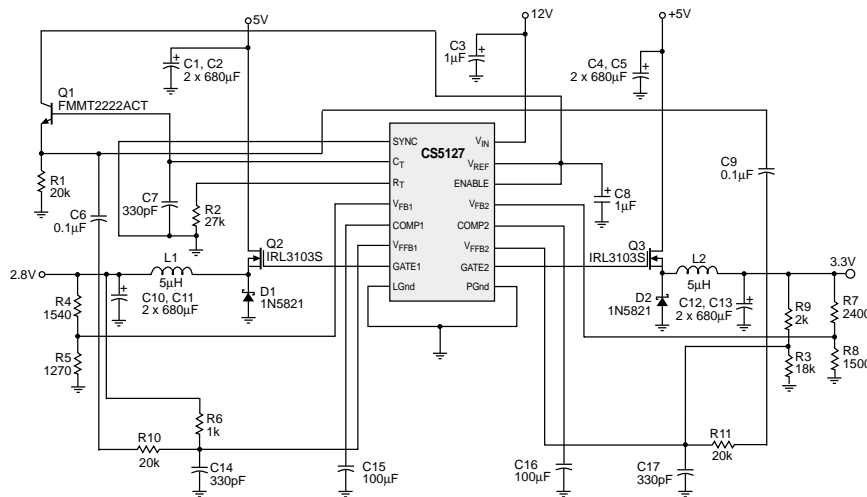 5V
12V
+5V
C1, C2
2 x 680µF
C3
1µF
C4, C5
2 x 680µF
Q1
FMMT2222ACT
CS5127
SYNC
CT
RT
VFB1
COMP1
VFFB1
GATE1
LGnd
VIN
VREF
ENABLE
VFB2
COMP2
VFFB2
GATE2
PGnd
R1
20k
C6
0.1µF
C7
330pF
R2
27k
C8
1µF
C9
0.1µF
Q2
IRL3103S
Q3
IRL3103S
2.8V
L1
5µH
L2
5µH
3.3V
C10, C11
2 x 680µF
D1
1N5821
D2
1N5821
C12, C13
2 x 680µF
R4
1540
R5
1270
R9
2k
R7
2400
R3
18k
R8
1500
R6
1k
R10
20k
R11
20k
C14
330pF
C15
100µF
C16
100µF
C17
330pF